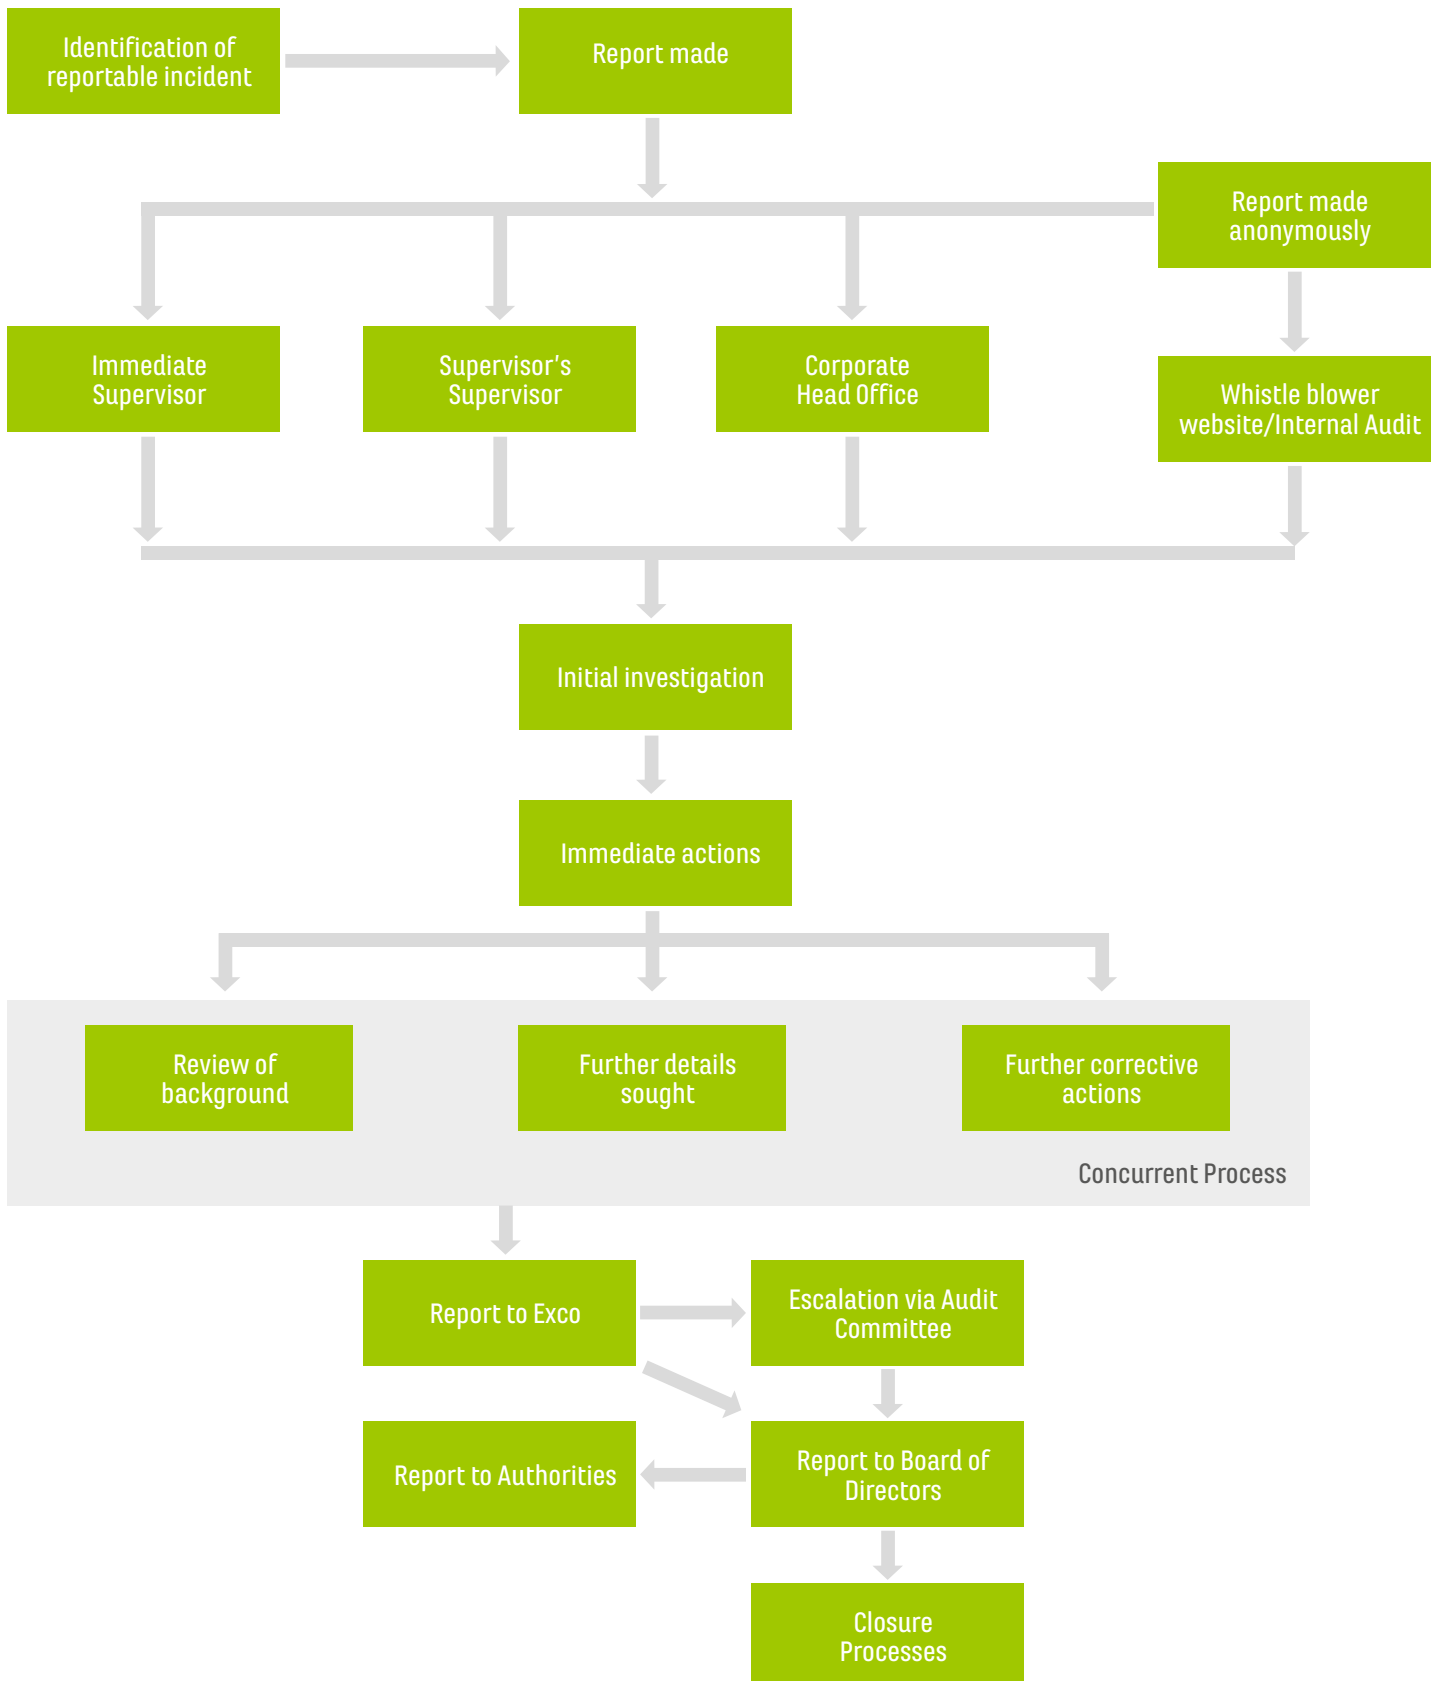 Identification of
reportable incident
Report made
Report made
anonymously
Immediate
Supervisor
Supervisor's
Supervisor
Corporate
Head Office
Whistle blower
website/Internal Audit
Initial investigation
Immediate actions
Review of
background
Further details
sought
Further corrective
actions
Concurrent Process
Report to Exco
Escalation via Audit
Committee
Report to Authorities
Report to Board of
Directors
Closure
Processes